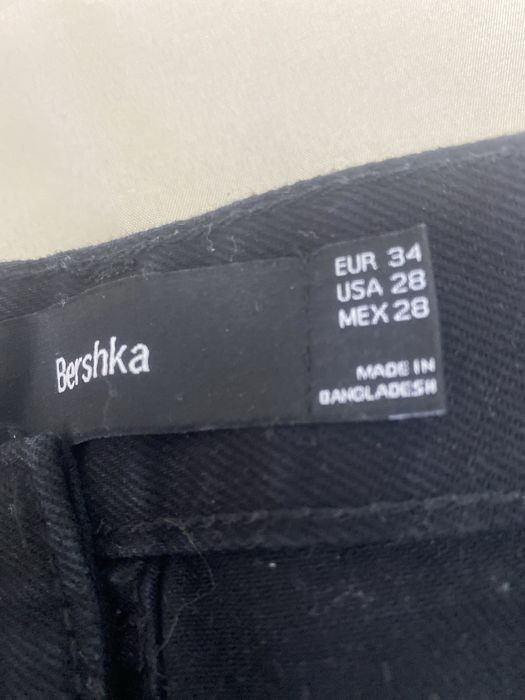 Bershka
EUR 34
USA 28
MEX 28
MADE IN
BANGLADESH